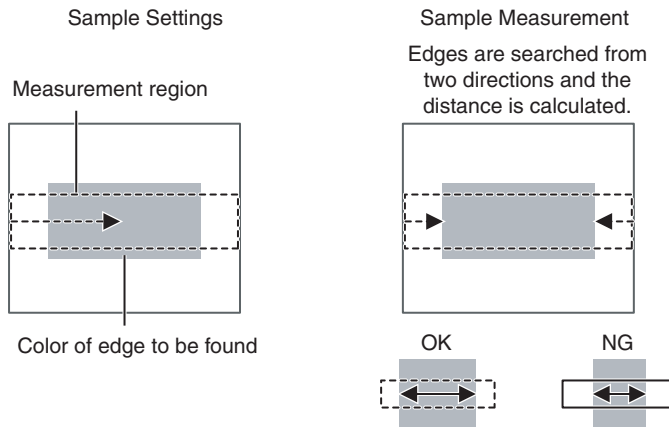 Sample Settings
Measurement region
Color of edge to be found
Sample Measurement
Edges are searched from
two directions and the
distance is calculated.
OK
NG